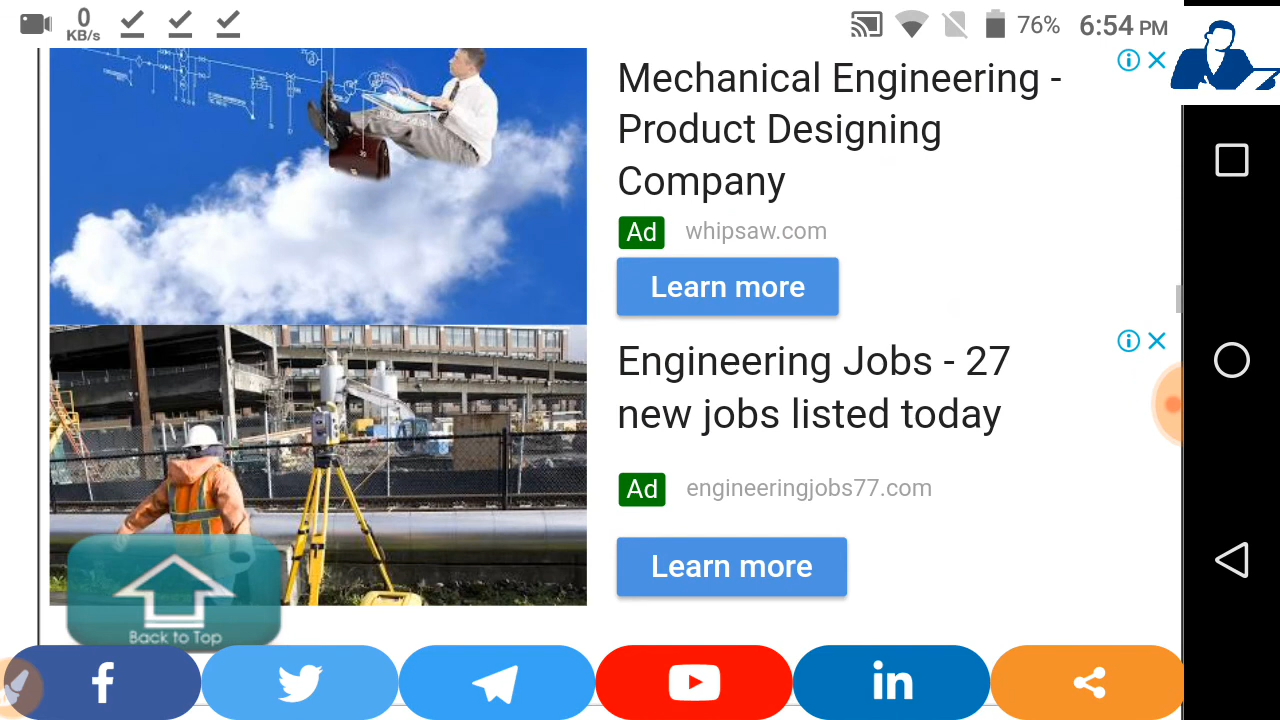 0
KB/s
76%
6:54 PM
Mechanical Engineering -
Product Designing
Company
Ad
whipsaw.com
Learn more
Engineering Jobs - 27
new jobs listed today
Ad
engineeringjobs77.com
Learn more
Back to Top
f
in